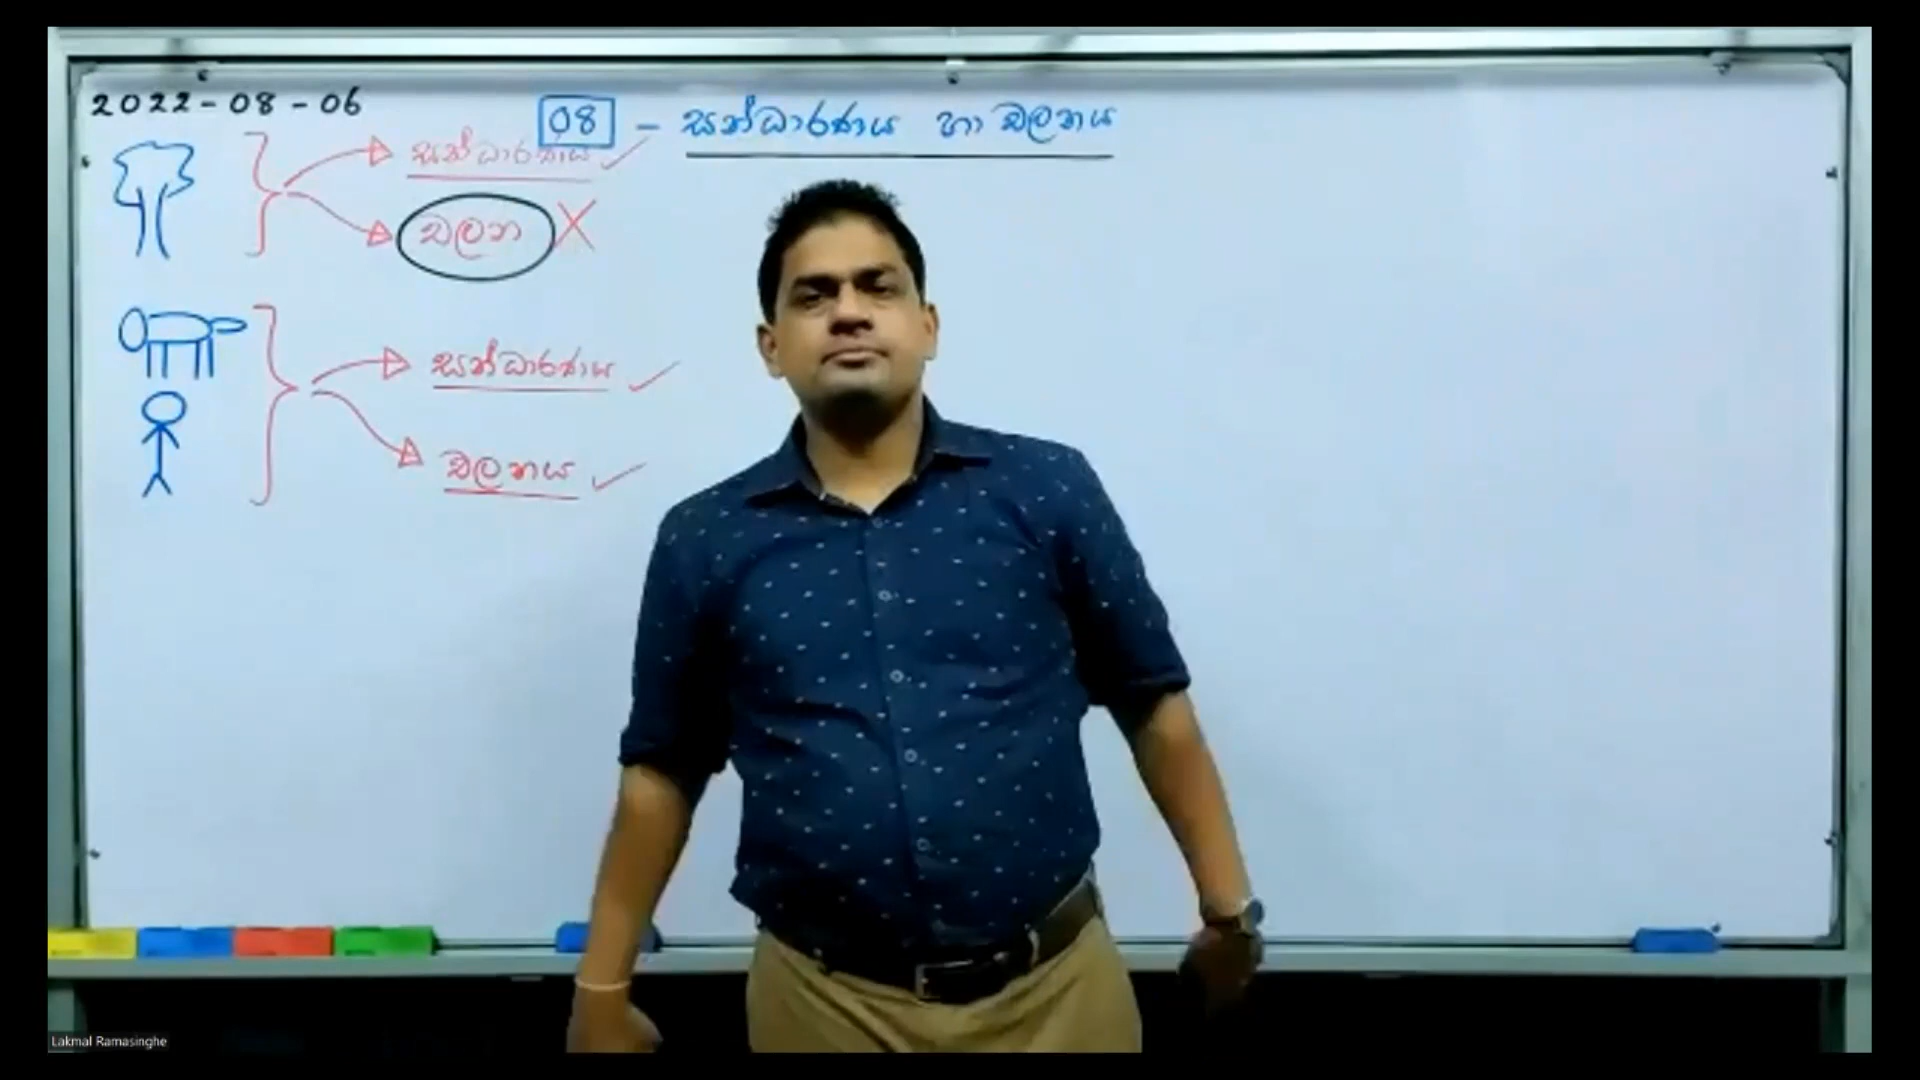 2022-08-06
08 - සන්ධාරණය හා චලනය
සන්ධාරණය ✓
චලන X
සන්ධාරණය ✓
චලනය ✓
Lakmal Ramasinghe